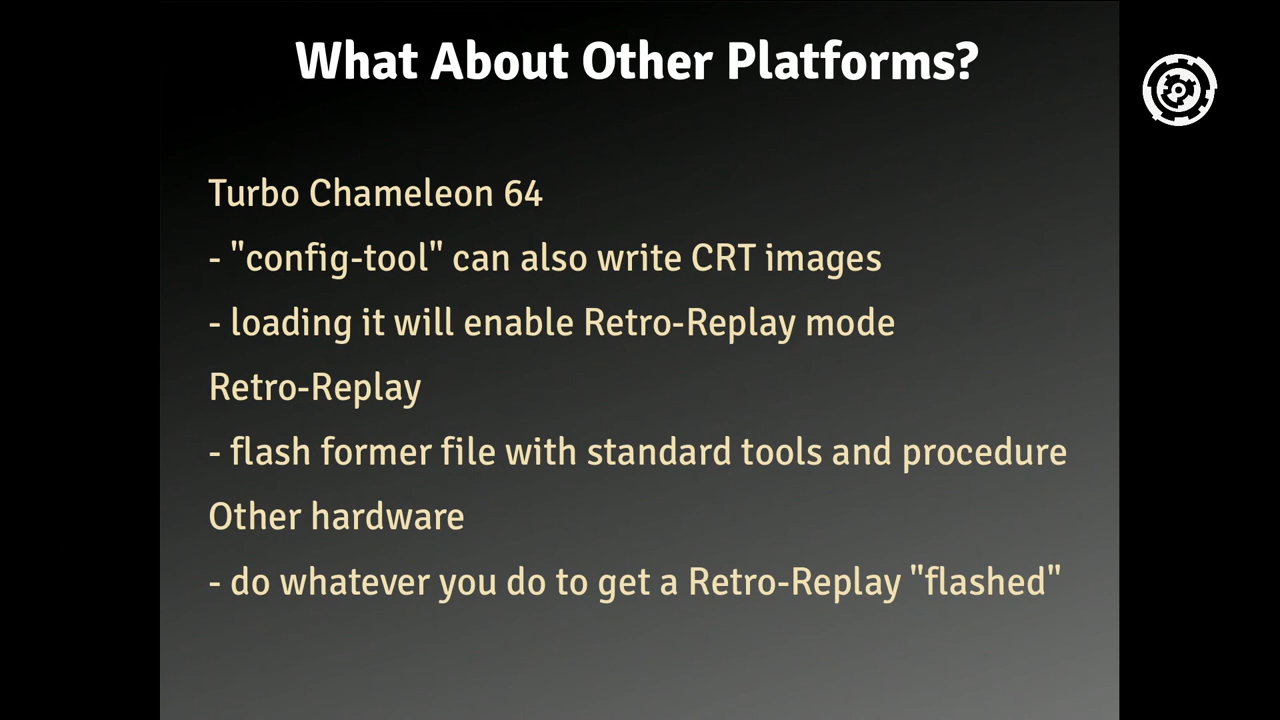 What About Other Platforms?
Turbo Chameleon 64
- "config-tool" can also write CRT images
- loading it will enable Retro-Replay mode
Retro-Replay
- flash former file with standard tools and procedure
Other hardware
- do whatever you do to get a Retro-Replay "flashed"